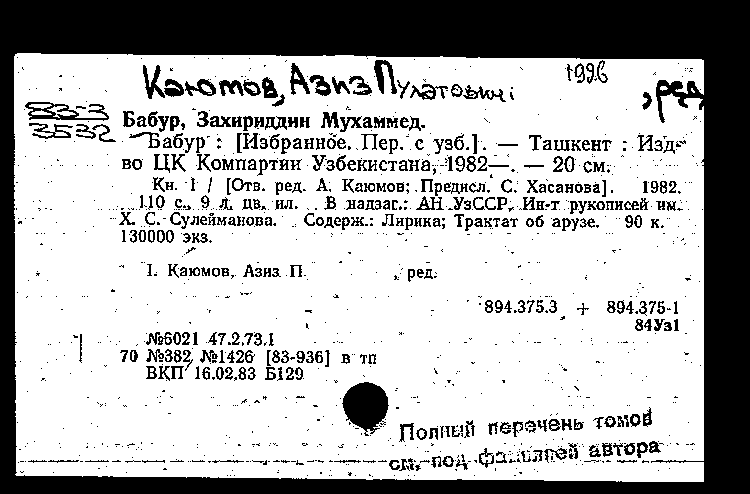 Каюмов, Азиз Пулатович 1926
, ред.
83-3
3532
Бабур, Захириддин Мухаммед.
Бабур : [Избранное. Пер. с узб.]. — Ташкент : Изд-
во ЦК Компартии Узбекистана, 1982—. — 20 см.
Кн. 1 / [Отв. ред. А. Каюмов; Предисл. С. Хасанова]. 1982.
110 с., 9 л. цв. ил. В надзаг.: АН УзССР, Ин-т рукописей им.
Х. С. Сулейманова. Содерж.: Лирика; Трактат об арузе. 90 к.
130000 экз.
I. Каюмов, Азиз П. , ред.
894.375.3 + 894.375-1
84Уз1
№6021 47.2.73.1
70 №382 №1426 [83-936] в тп
ВКП 16.02.83 Б129
Полный перечень томов
см. под фамилией автора